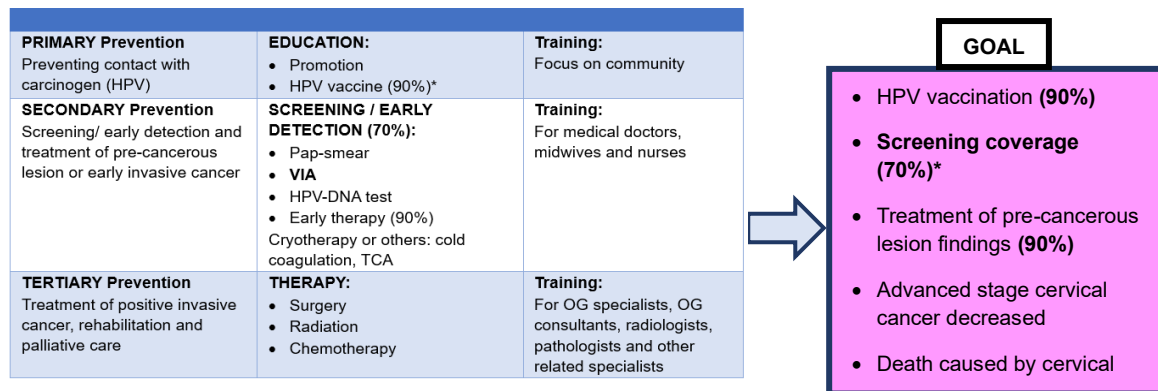 PRIMARY Prevention
Preventing contact with
carcinogen (HPV)
EDUCATION:
• Promotion
• HPV vaccine (90%)*
Training:
Focus on community
SECONDARY Prevention
Screening/ early detection and
treatment of pre-cancerous
lesion or early invasive cancer
SCREENING / EARLY
DETECTION (70%):
• Pap-smear
• VIA
• HPV-DNA test
• Early therapy (90%)
Cryotherapy or others: cold
coagulation, TCA
Training:
For medical doctors,
midwives and nurses
TERTIARY Prevention
Treatment of positive invasive
cancer, rehabilitation and
palliative care
THERAPY:
• Surgery
• Radiation
• Chemotherapy
Training:
For OG specialists, OG
consultants, radiologists,
pathologists and other
related specialists
GOAL
• HPV vaccination (90%)
• Screening coverage
(70%)*
• Treatment of pre-cancerous
lesion findings (90%)
• Advanced stage cervical
cancer decreased
• Death caused by cervical